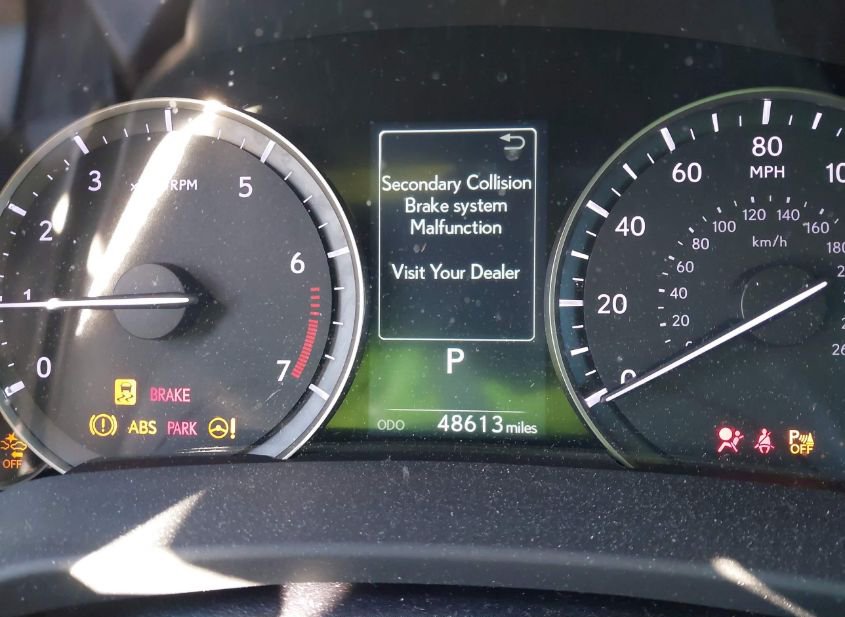 Secondary Collision
Brake system
Malfunction
Visit Your Dealer
P
ODO 48613 miles
0
1
2
3
5
6
7
RPM
BRAKE
ABS PARK
OFF
0
20
40
60
80
MPH
20
40
60
80
100
120
140
160
km/h
P
OFF